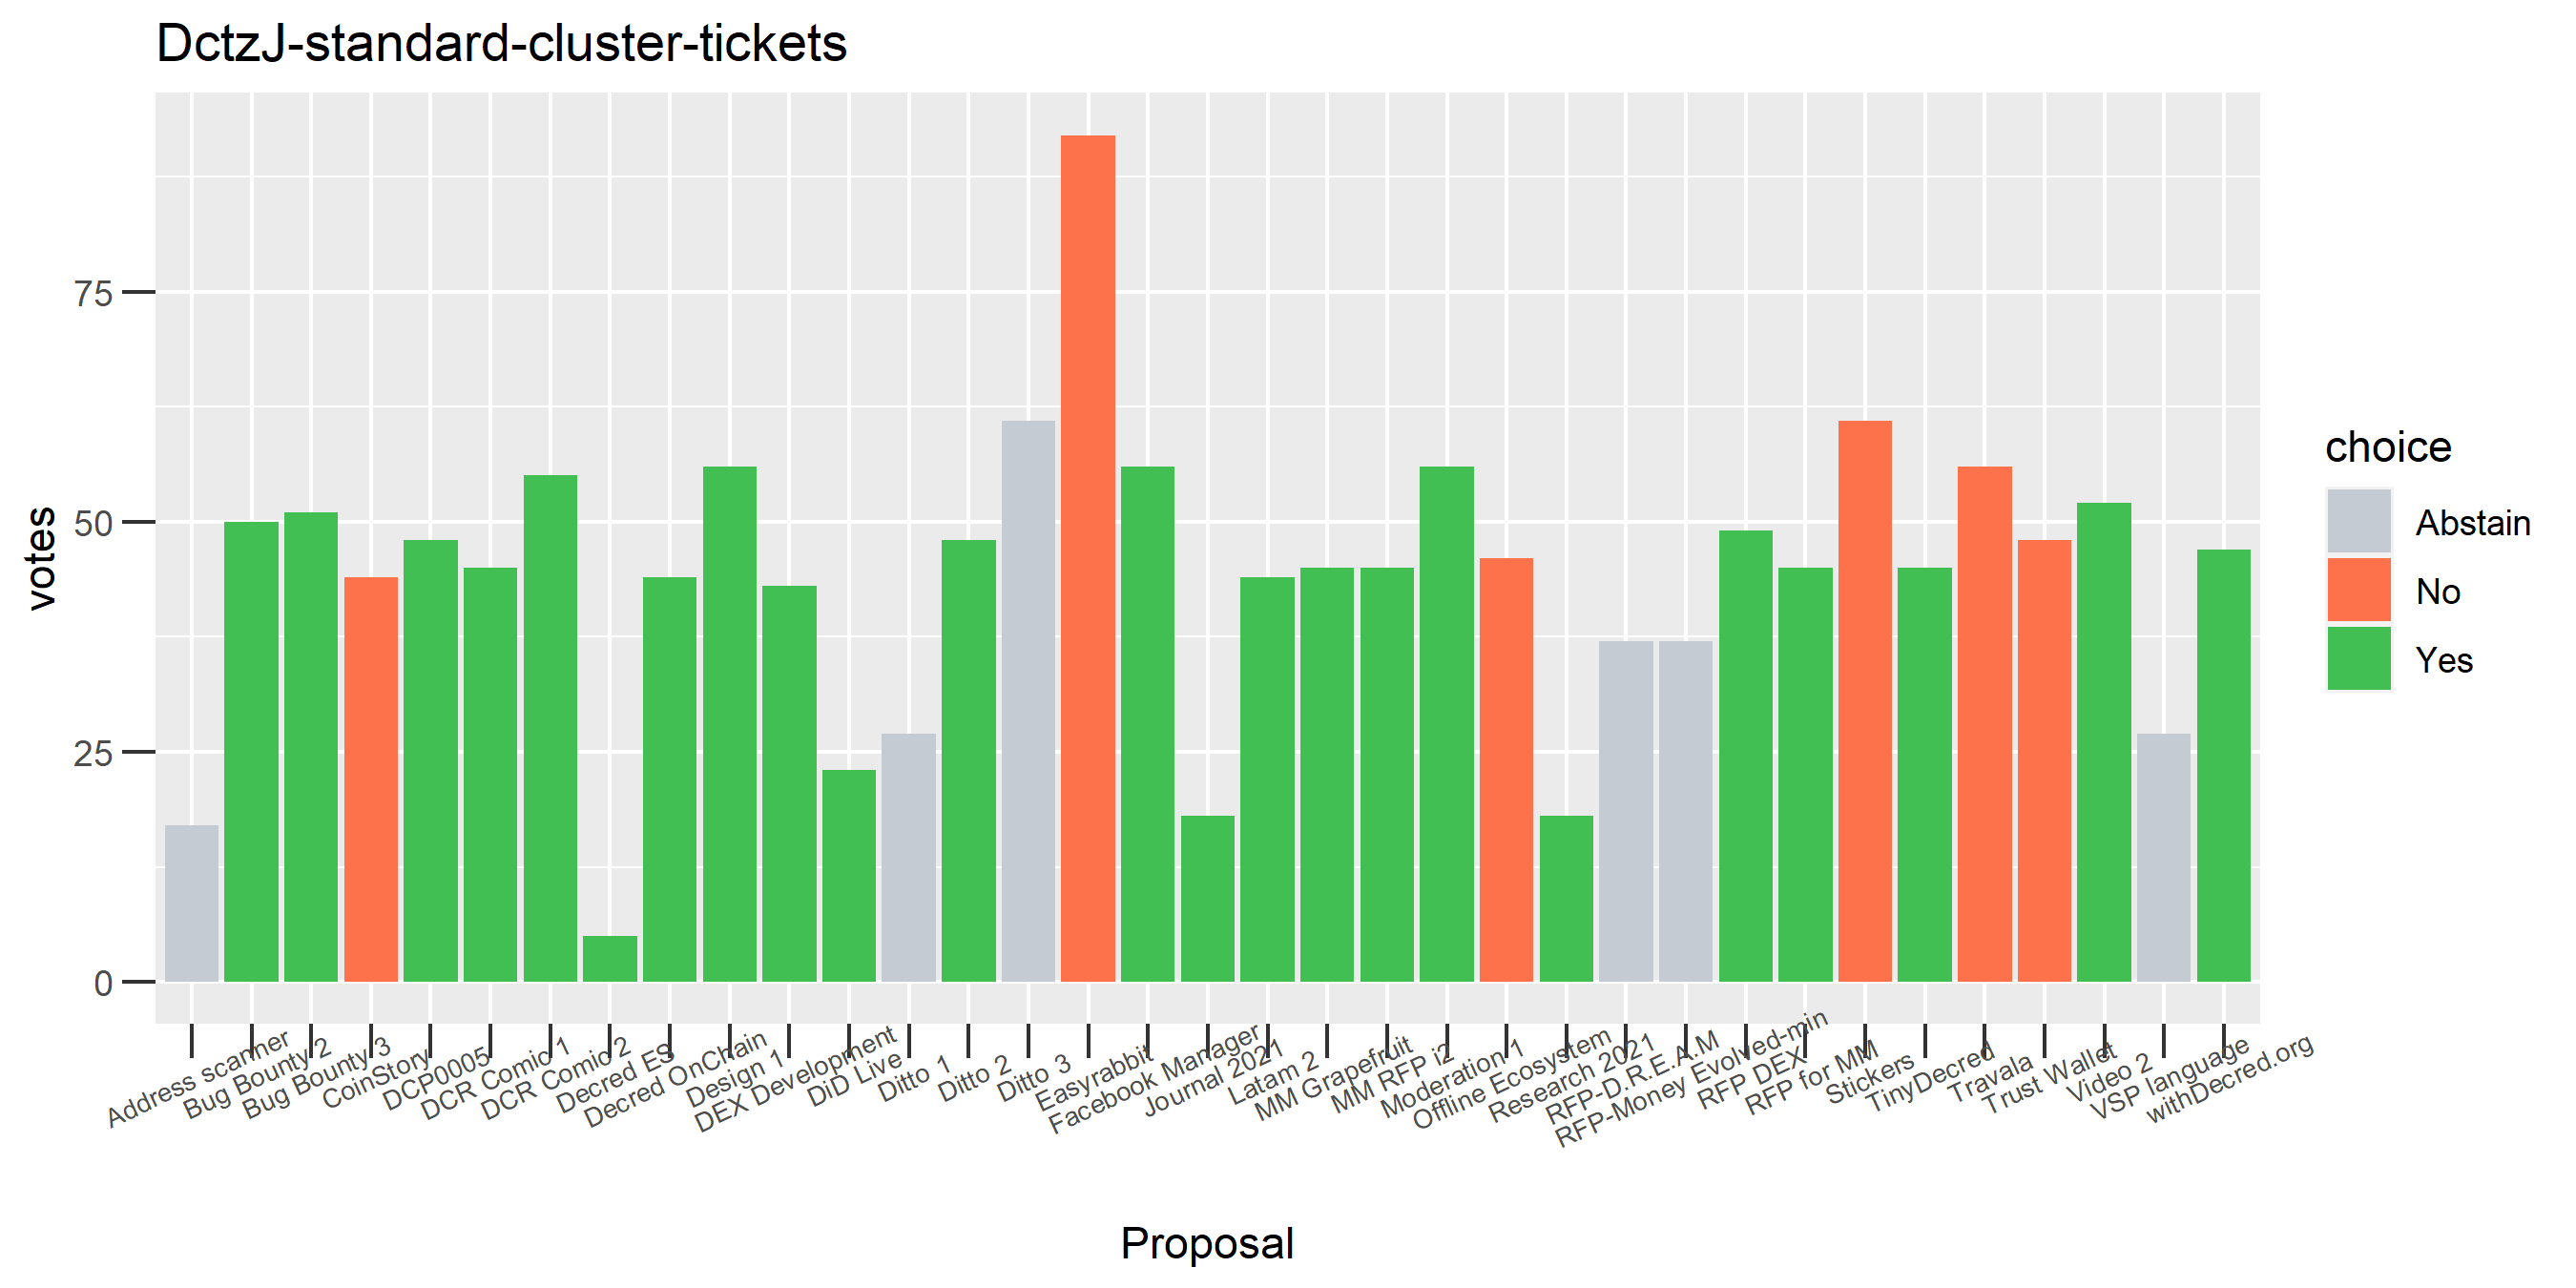 DctzJ-standard-cluster-tickets
votes
75
50
25
0
Address scanner
Bug Bounty 2
Bug Bounty 3
CoinStory
DCP0005
DCR Comic 1
DCR Comic 2
Decred ES
Decred OnChain
Design 1
DEX Development
DiD Live
Ditto 1
Ditto 2
Ditto 3
Easyrabbit
Facebook Manager
Journal 2021
Latam 2
MM Grapefruit
MM RFP i2
Moderation 1
Offline Ecosystem
Research 2021
RFP-D.R.E.A.M
RFP-Money Evolved-min
RFP DEX
RFP for MM
Stickers
TinyDecred
Travala
Trust Wallet
Video 2
VSP language
withDecred.org
Proposal
choice
Abstain
No
Yes